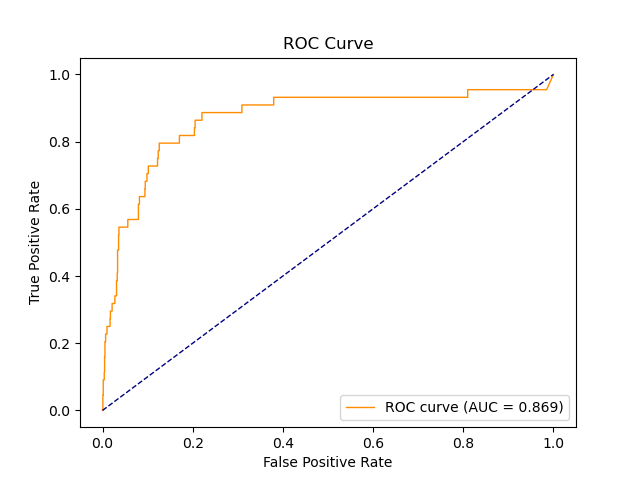 ROC Curve
True Positive Rate
1.0
0.8
0.6
0.4
0.2
0.0
ROC curve (AUC = 0.869)
0.0 0.2 0.4 0.6 0.8 1.0
False Positive Rate